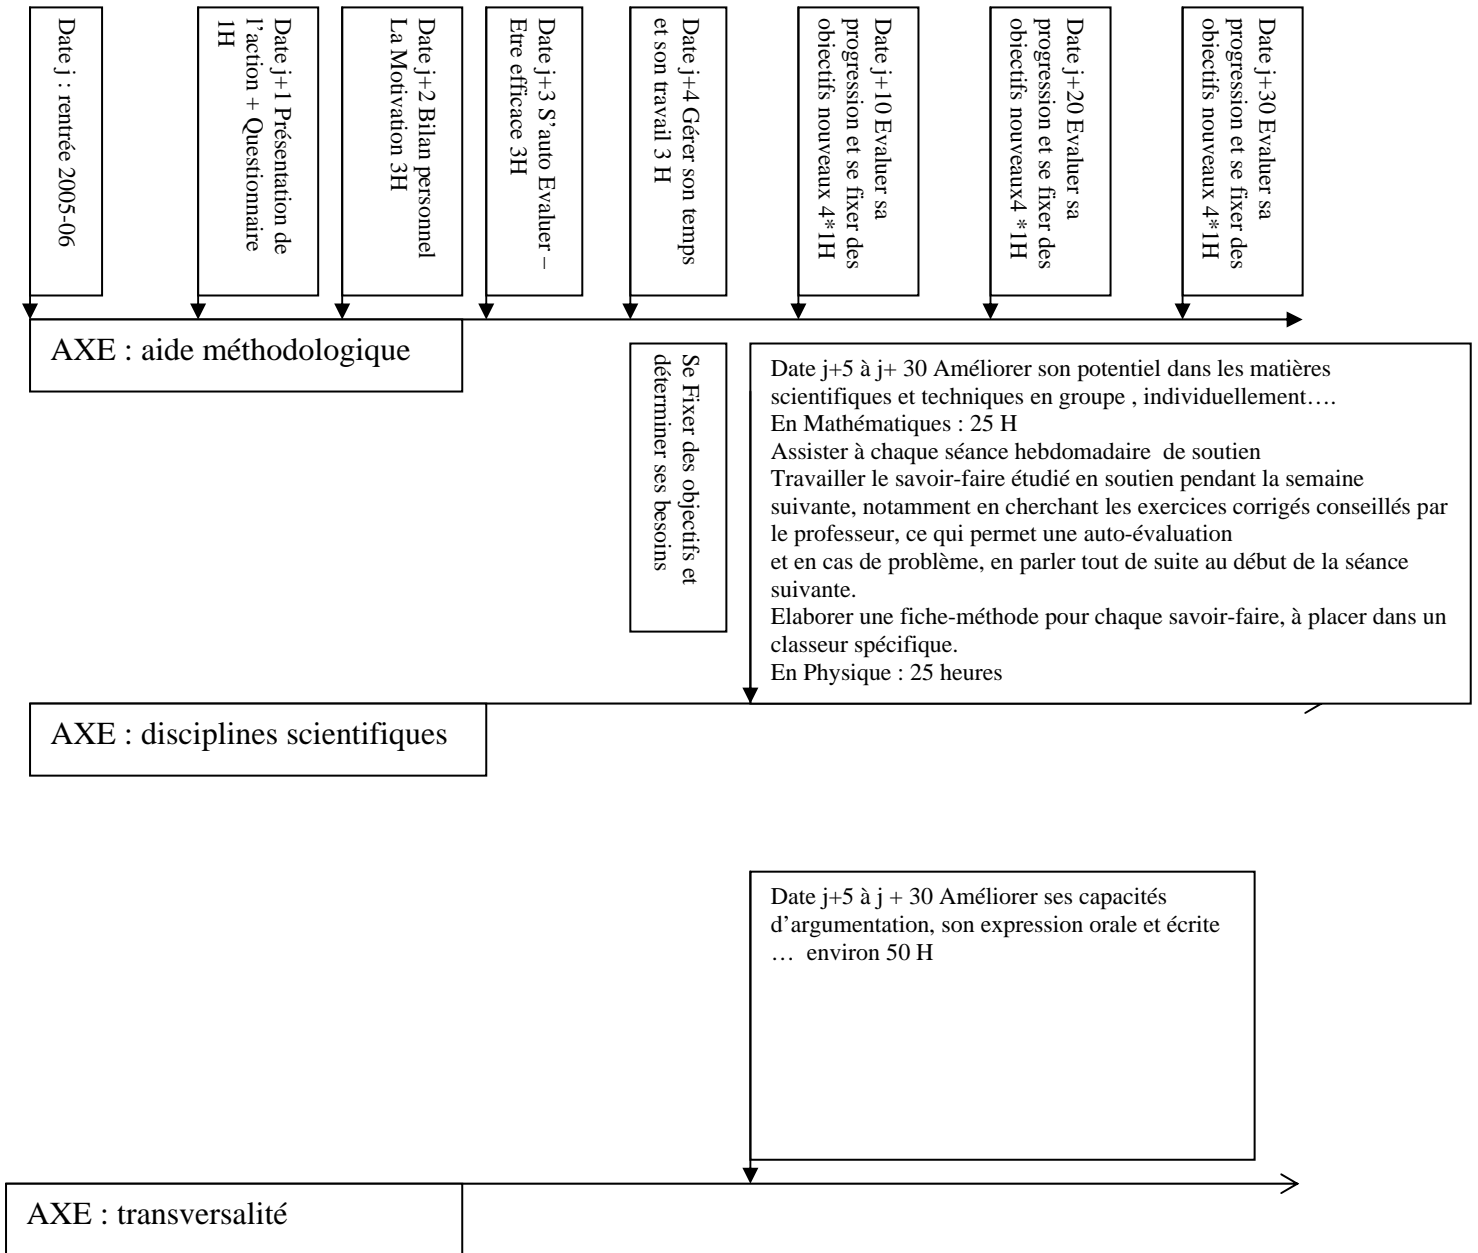 Date j : rentrée 2005-06
Date j+1 Présentation de
l’action + Questionnaire
1H
Date j+2 Bilan personnel
La Motivation 3H
Date j+3 S’auto Evaluer –
Etre efficace 3H
Date j+4 Gérer son temps
et son travail 3 H
Date j+10 Evaluer sa
progression et se fixer des
objectifs nouveaux 4*1H
Date j+20 Evaluer sa
progression et se fixer des
objectifs nouveaux4 *1H
Date j+30 Evaluer sa
progression et se fixer des
objectifs nouveaux 4*1H
AXE : aide méthodologique
Se Fixer des objectifs et
déterminer ses besoins
Date j+5 à j+ 30 Améliorer son potentiel dans les matières
scientifiques et techniques en groupe , individuellement….
En Mathématiques : 25 H
Assister à chaque séance hebdomadaire  de soutien
Travailler le savoir-faire étudié en soutien pendant la semaine
suivante, notamment en cherchant les exercices corrigés conseillés par
le professeur, ce qui permet une auto-évaluation
et en cas de problème, en parler tout de suite au début de la séance
suivante.
Elaborer une fiche-méthode pour chaque savoir-faire, à placer dans un
classeur spécifique.
En Physique : 25 heures
AXE : disciplines scientifiques
Date j+5 à j + 30 Améliorer ses capacités
d’argumentation, son expression orale et écrite
…  environ 50 H
AXE : transversalité